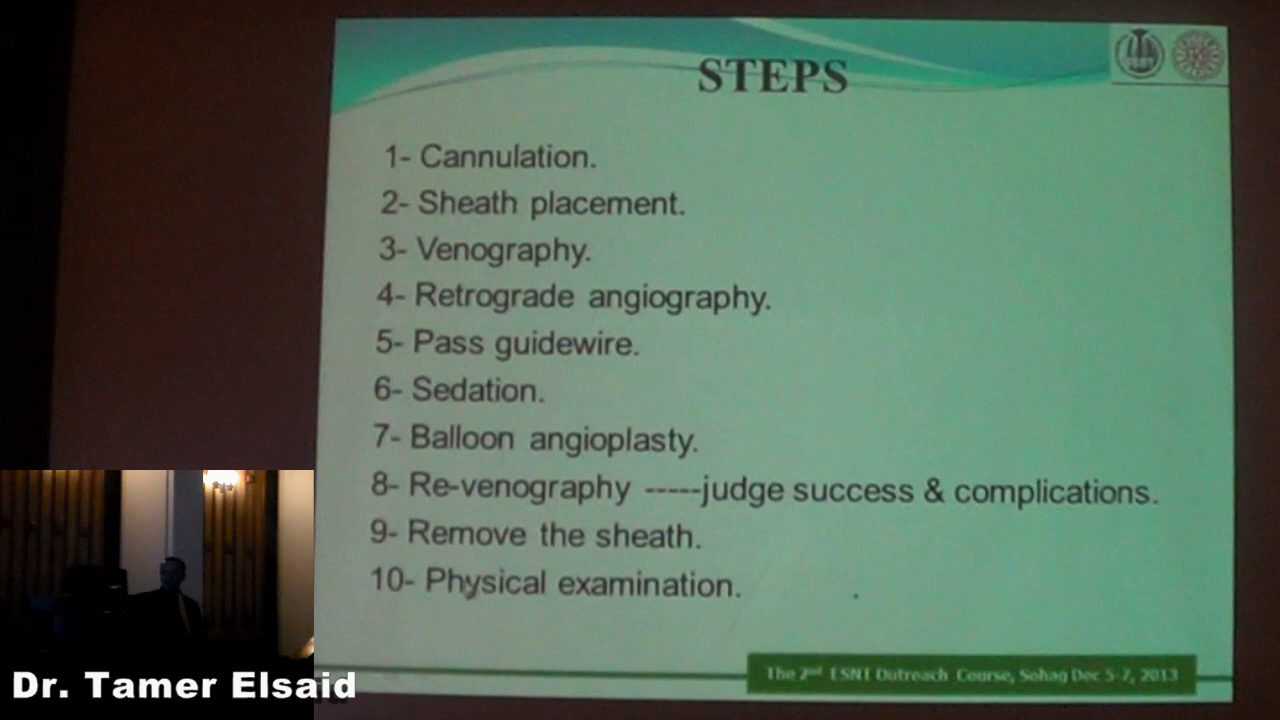 STEPS
1- Cannulation.
2- Sheath placement.
3- Venography.
4- Retrograde angiography.
5- Pass guidewire.
6- Sedation.
7- Balloon angioplasty.
8- Re-venography -----judge success & complications.
9- Remove the sheath.
10- Physical examination.
The 2nd ESNT Outreach Course, Sohag Dec 5-7, 2013
Dr. Tamer Elsaid